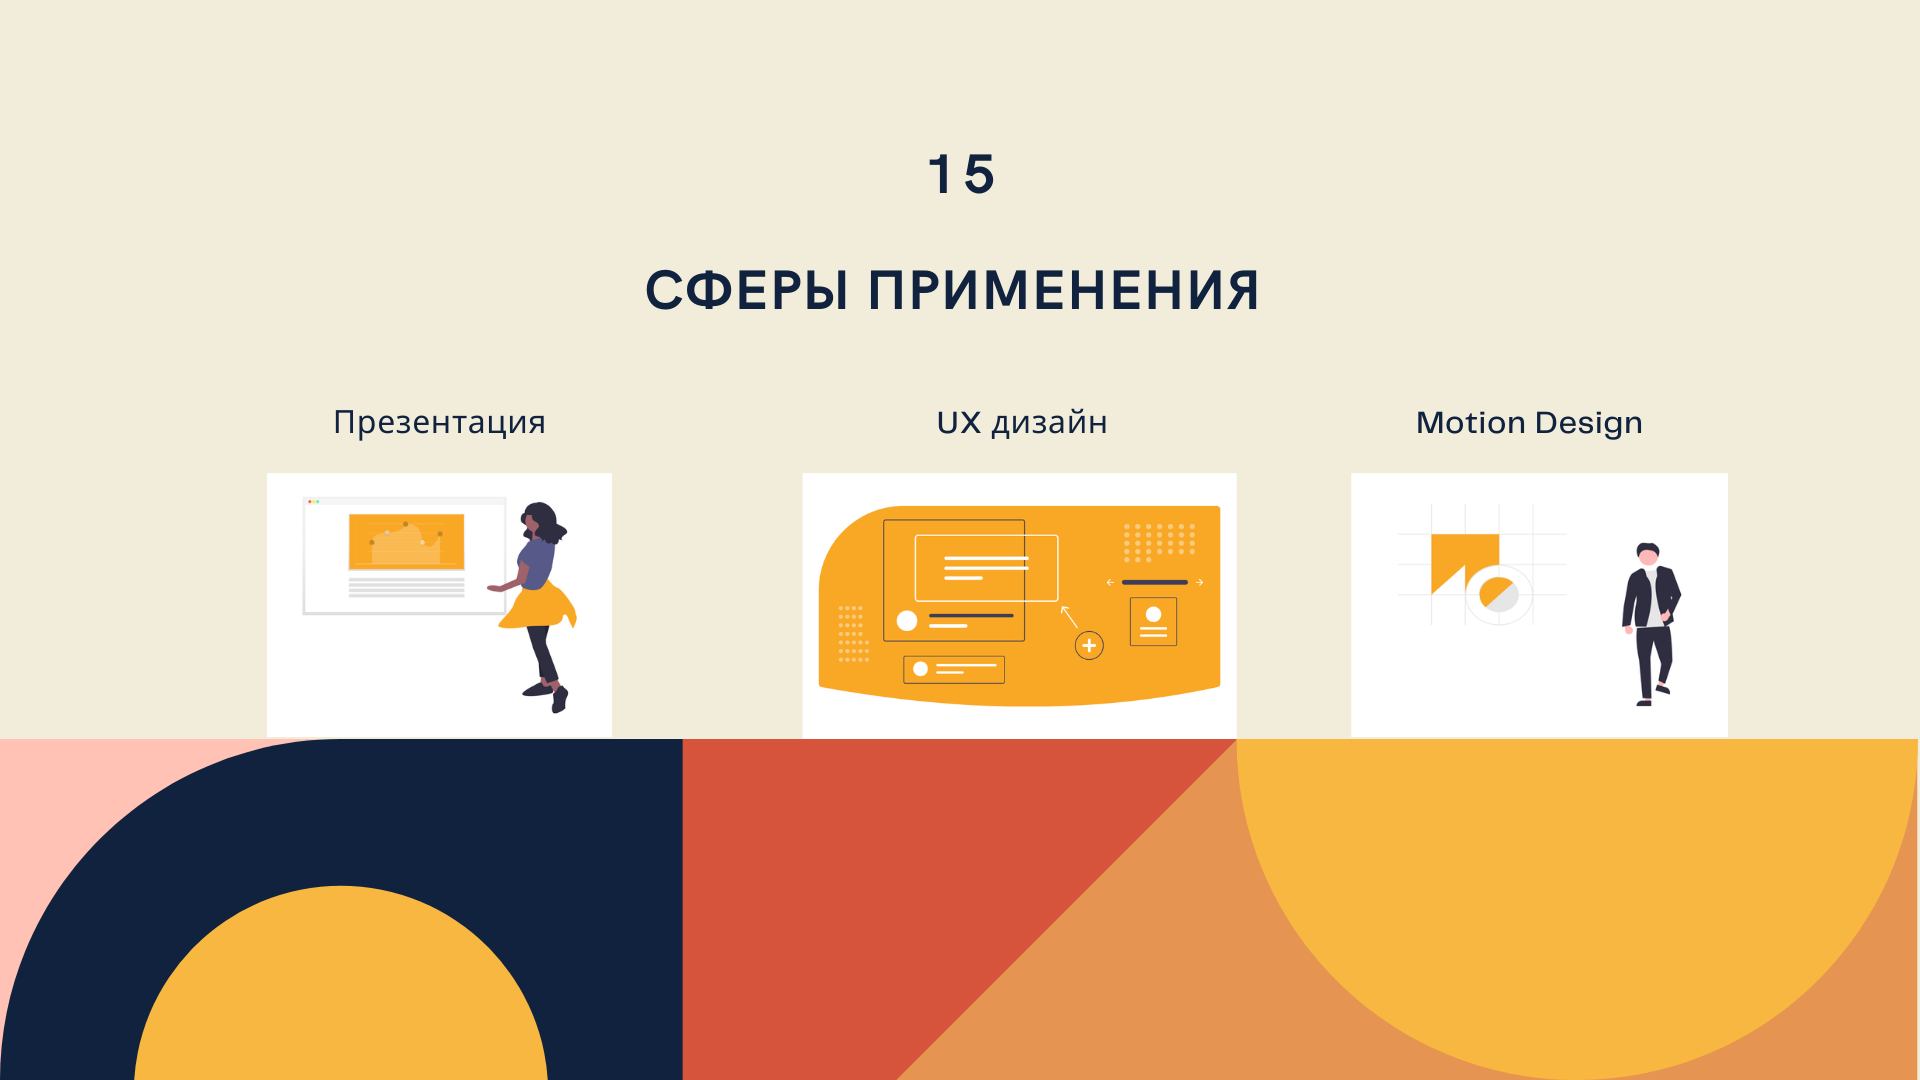 15
СФЕРЫ ПРИМЕНЕНИЯ
Презентация
UX дизайн
Motion Design